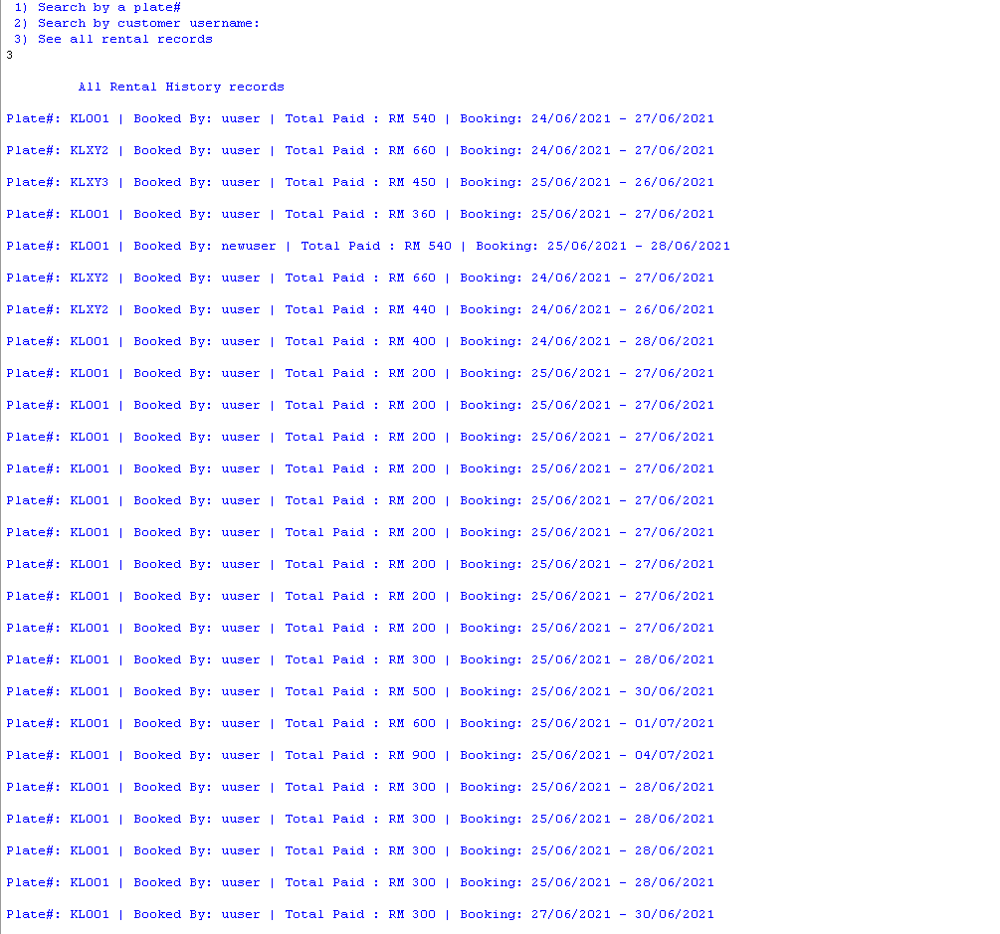 1) Search by a plate#
2) Search by customer username:
3) See all rental records
3
All Rental History records
Plate#: KL001 | Booked By: uuser | Total Paid : RM 540 | Booking: 24/06/2021 - 27/06/2021
Plate#: KLXY2 | Booked By: uuser | Total Paid : RM 660 | Booking: 24/06/2021 - 27/06/2021
Plate#: KLXY3 | Booked By: uuser | Total Paid : RM 450 | Booking: 25/06/2021 - 26/06/2021
Plate#: KL001 | Booked By: uuser | Total Paid : RM 360 | Booking: 25/06/2021 - 27/06/2021
Plate#: KL001 | Booked By: newuser | Total Paid : RM 540 | Booking: 25/06/2021 - 28/06/2021
Plate#: KLXY2 | Booked By: uuser | Total Paid : RM 660 | Booking: 24/06/2021 - 27/06/2021
Plate#: KLXY2 | Booked By: uuser | Total Paid : RM 440 | Booking: 24/06/2021 - 26/06/2021
Plate#: KL001 | Booked By: uuser | Total Paid : RM 400 | Booking: 24/06/2021 - 28/06/2021
Plate#: KL001 | Booked By: uuser | Total Paid : RM 200 | Booking: 25/06/2021 - 27/06/2021
Plate#: KL001 | Booked By: uuser | Total Paid : RM 200 | Booking: 25/06/2021 - 27/06/2021
Plate#: KL001 | Booked By: uuser | Total Paid : RM 200 | Booking: 25/06/2021 - 27/06/2021
Plate#: KL001 | Booked By: uuser | Total Paid : RM 200 | Booking: 25/06/2021 - 27/06/2021
Plate#: KL001 | Booked By: uuser | Total Paid : RM 200 | Booking: 25/06/2021 - 27/06/2021
Plate#: KL001 | Booked By: uuser | Total Paid : RM 200 | Booking: 25/06/2021 - 27/06/2021
Plate#: KL001 | Booked By: uuser | Total Paid : RM 200 | Booking: 25/06/2021 - 27/06/2021
Plate#: KL001 | Booked By: uuser | Total Paid : RM 200 | Booking: 25/06/2021 - 27/06/2021
Plate#: KL001 | Booked By: uuser | Total Paid : RM 200 | Booking: 25/06/2021 - 27/06/2021
Plate#: KL001 | Booked By: uuser | Total Paid : RM 300 | Booking: 25/06/2021 - 28/06/2021
Plate#: KL001 | Booked By: uuser | Total Paid : RM 500 | Booking: 25/06/2021 - 30/06/2021
Plate#: KL001 | Booked By: uuser | Total Paid : RM 600 | Booking: 25/06/2021 - 01/07/2021
Plate#: KL001 | Booked By: uuser | Total Paid : RM 900 | Booking: 25/06/2021 - 04/07/2021
Plate#: KL001 | Booked By: uuser | Total Paid : RM 300 | Booking: 25/06/2021 - 28/06/2021
Plate#: KL001 | Booked By: uuser | Total Paid : RM 300 | Booking: 25/06/2021 - 28/06/2021
Plate#: KL001 | Booked By: uuser | Total Paid : RM 300 | Booking: 25/06/2021 - 28/06/2021
Plate#: KL001 | Booked By: uuser | Total Paid : RM 300 | Booking: 25/06/2021 - 28/06/2021
Plate#: KL001 | Booked By: uuser | Total Paid : RM 300 | Booking: 27/06/2021 - 30/06/2021